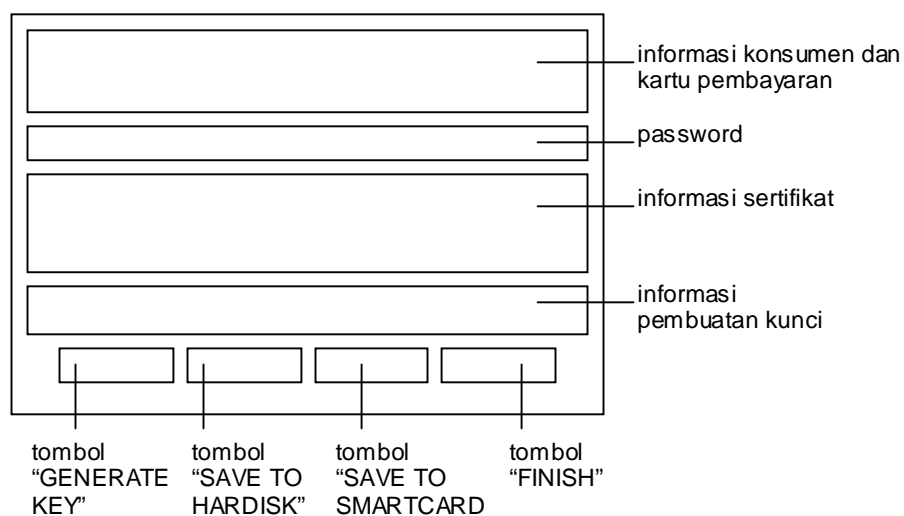 informasi konsumen dan
kartu pembayaran
password
informasi sertifikat
informasi
pembuatan kunci
tombol
“GENERATE
KEY”
tombol
“SAVE TO
HARDISK”
tombol
“SAVE TO
SMARTCARD
tombol
“FINISH”